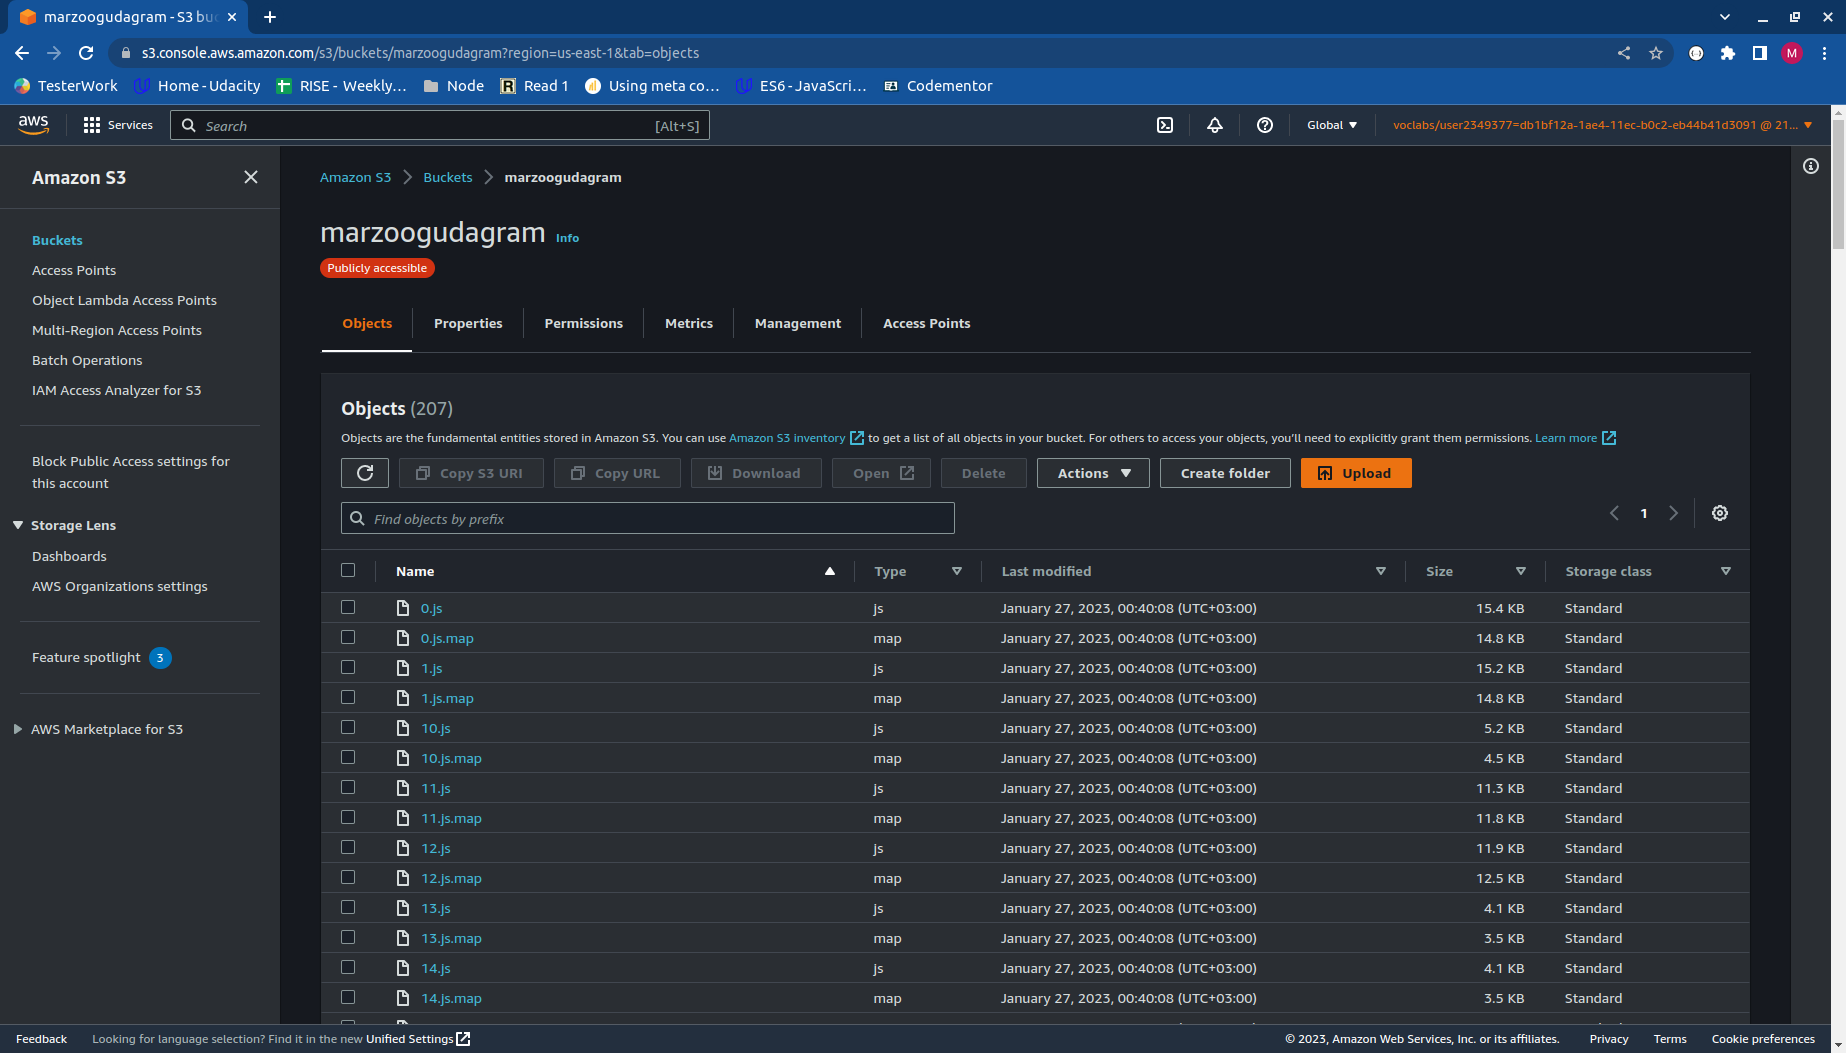 marzoogudagram - S3 bu
s3.console.aws.amazon.com/s3/buckets/marzoogudagram?region=us-east-1&tab=objects
M
TesterWork Home - Udacity RISE - Weekly,... Node Read 1 Using meta co... ES6 - JavaScri... Codementor
aws Services Search [Alt+S] Global voclabs/user2349377=db1bf12a-1ae4-11ec-b0c2-eb44b41d3091 @ 21...
Amazon S3
Buckets
Access Points
Object Lambda Access Points
Multi-Region Access Points
Batch Operations
IAM Access Analyzer for S3
Block Public Access settings for
this account
Storage Lens
Dashboards
AWS Organizations settings
Feature spotlight 3
AWS Marketplace for S3
Amazon S3 Buckets marzoogudagram
marzoogudagram Info
Publicly accessible
Objects Properties Permissions Metrics Management Access Points
Objects (207)
Objects are the fundamental entities stored in Amazon S3. You can use Amazon S3 inventory to get a list of all objects in your bucket. For others to access your objects, you'll need to explicitly grant them permissions. Learn more
Copy S3 URI Copy URL Download Open Delete Actions Create folder Upload
Find objects by prefix 1
Name Type Last modified Size Storage class
0.js js January 27, 2023, 00:40:08 (UTC+03:00) 15.4 KB Standard
0.js.map map January 27, 2023, 00:40:08 (UTC+03:00) 14.8 KB Standard
1.js js January 27, 2023, 00:40:08 (UTC+03:00) 15.2 KB Standard
1.js.map map January 27, 2023, 00:40:08 (UTC+03:00) 14.8 KB Standard
10.js js January 27, 2023, 00:40:08 (UTC+03:00) 5.2 KB Standard
10.js.map map January 27, 2023, 00:40:08 (UTC+03:00) 4.5 KB Standard
11.js js January 27, 2023, 00:40:08 (UTC+03:00) 11.3 KB Standard
11.js.map map January 27, 2023, 00:40:08 (UTC+03:00) 11.8 KB Standard
12.js js January 27, 2023, 00:40:08 (UTC+03:00) 11.9 KB Standard
12.js.map map January 27, 2023, 00:40:08 (UTC+03:00) 12.5 KB Standard
13.js js January 27, 2023, 00:40:08 (UTC+03:00) 4.1 KB Standard
13.js.map map January 27, 2023, 00:40:08 (UTC+03:00) 3.5 KB Standard
14.js js January 27, 2023, 00:40:08 (UTC+03:00) 4.1 KB Standard
14.js.map map January 27, 2023, 00:40:08 (UTC+03:00) 3.5 KB Standard
Feedback Looking for language selection? Find it in the new Unified Settings © 2023, Amazon Web Services, Inc. or its affiliates. Privacy Terms Cookie preferences